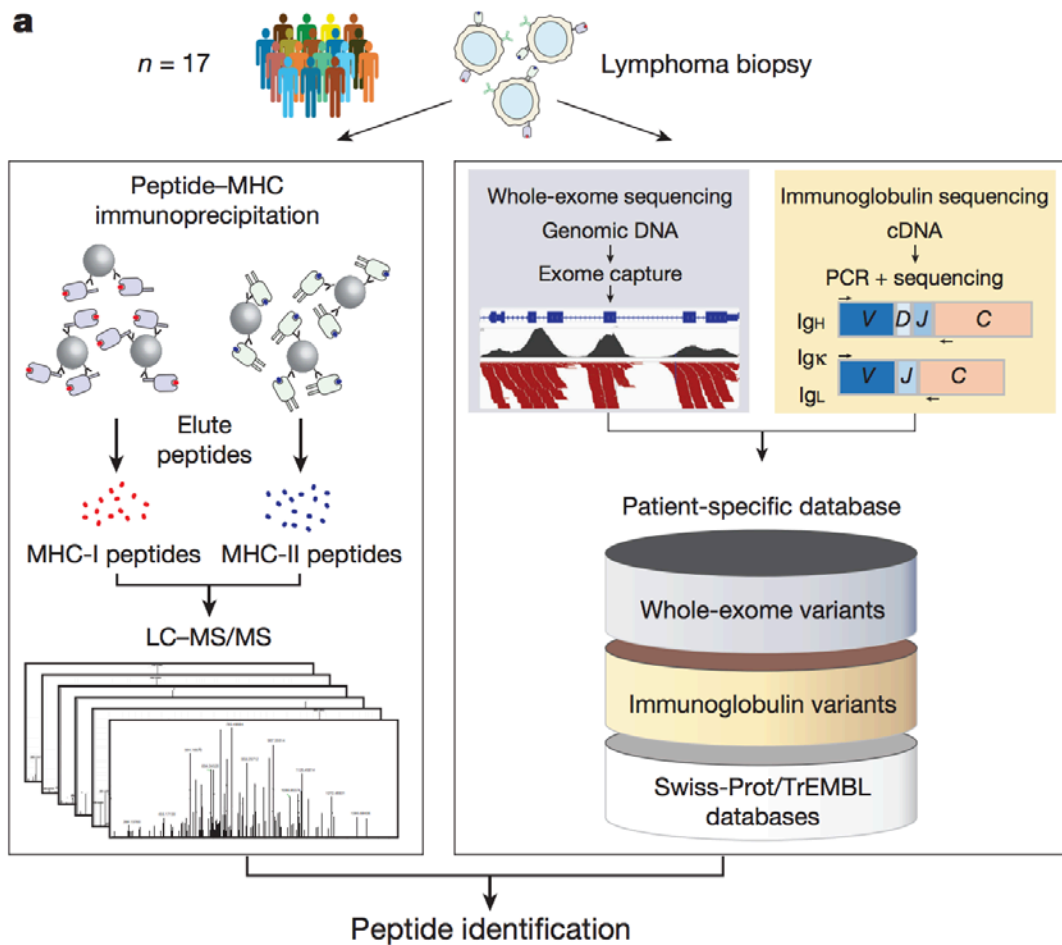 a
n = 17
Lymphoma biopsy
Peptide–MHC
immunoprecipitation
Elute
peptides
MHC-I peptides
MHC-II peptides
LC–MS/MS
Whole-exome sequencing
Genomic DNA
Exome capture
Immunoglobulin sequencing
cDNA
PCR + sequencing
IgH
V D J C
Igκ
IgL
V J C
Patient-specific database
Whole-exome variants
Immunoglobulin variants
Swiss-Prot/TrEMBL
databases
Peptide identification